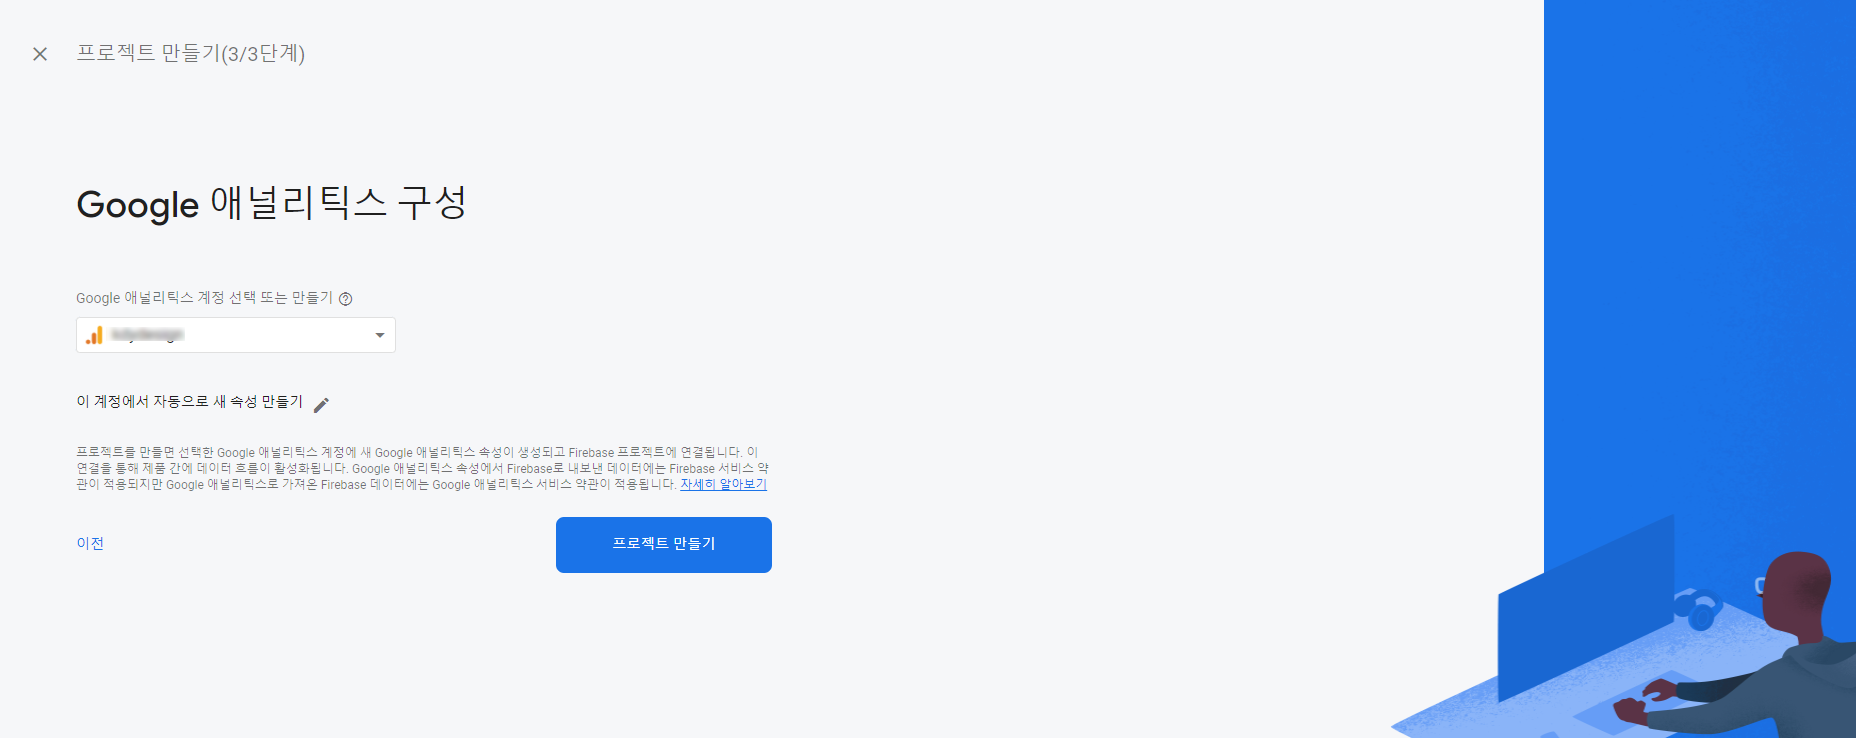 프로젝트 만들기(3/3단계)
Google 애널리틱스 구성
Google 애널리틱스 계정 선택 또는 만들기
이 계정에서 자동으로 새 속성 만들기
프로젝트를 만들면 선택한 Google 애널리틱스 계정에 새 Google 애널리틱스 속성이 생성되고 Firebase 프로젝트에 연결됩니다. 이
연결을 통해 제품 간에 데이터 흐름이 활성화됩니다. Google 애널리틱스 속성에서 Firebase로 내보낸 데이터에는 Firebase 서비스 약
관이 적용되지만 Google 애널리틱스로 가져온 Firebase 데이터에는 Google 애널리틱스 서비스 약관이 적용됩니다. 자세히 알아보기
이전
프로젝트 만들기